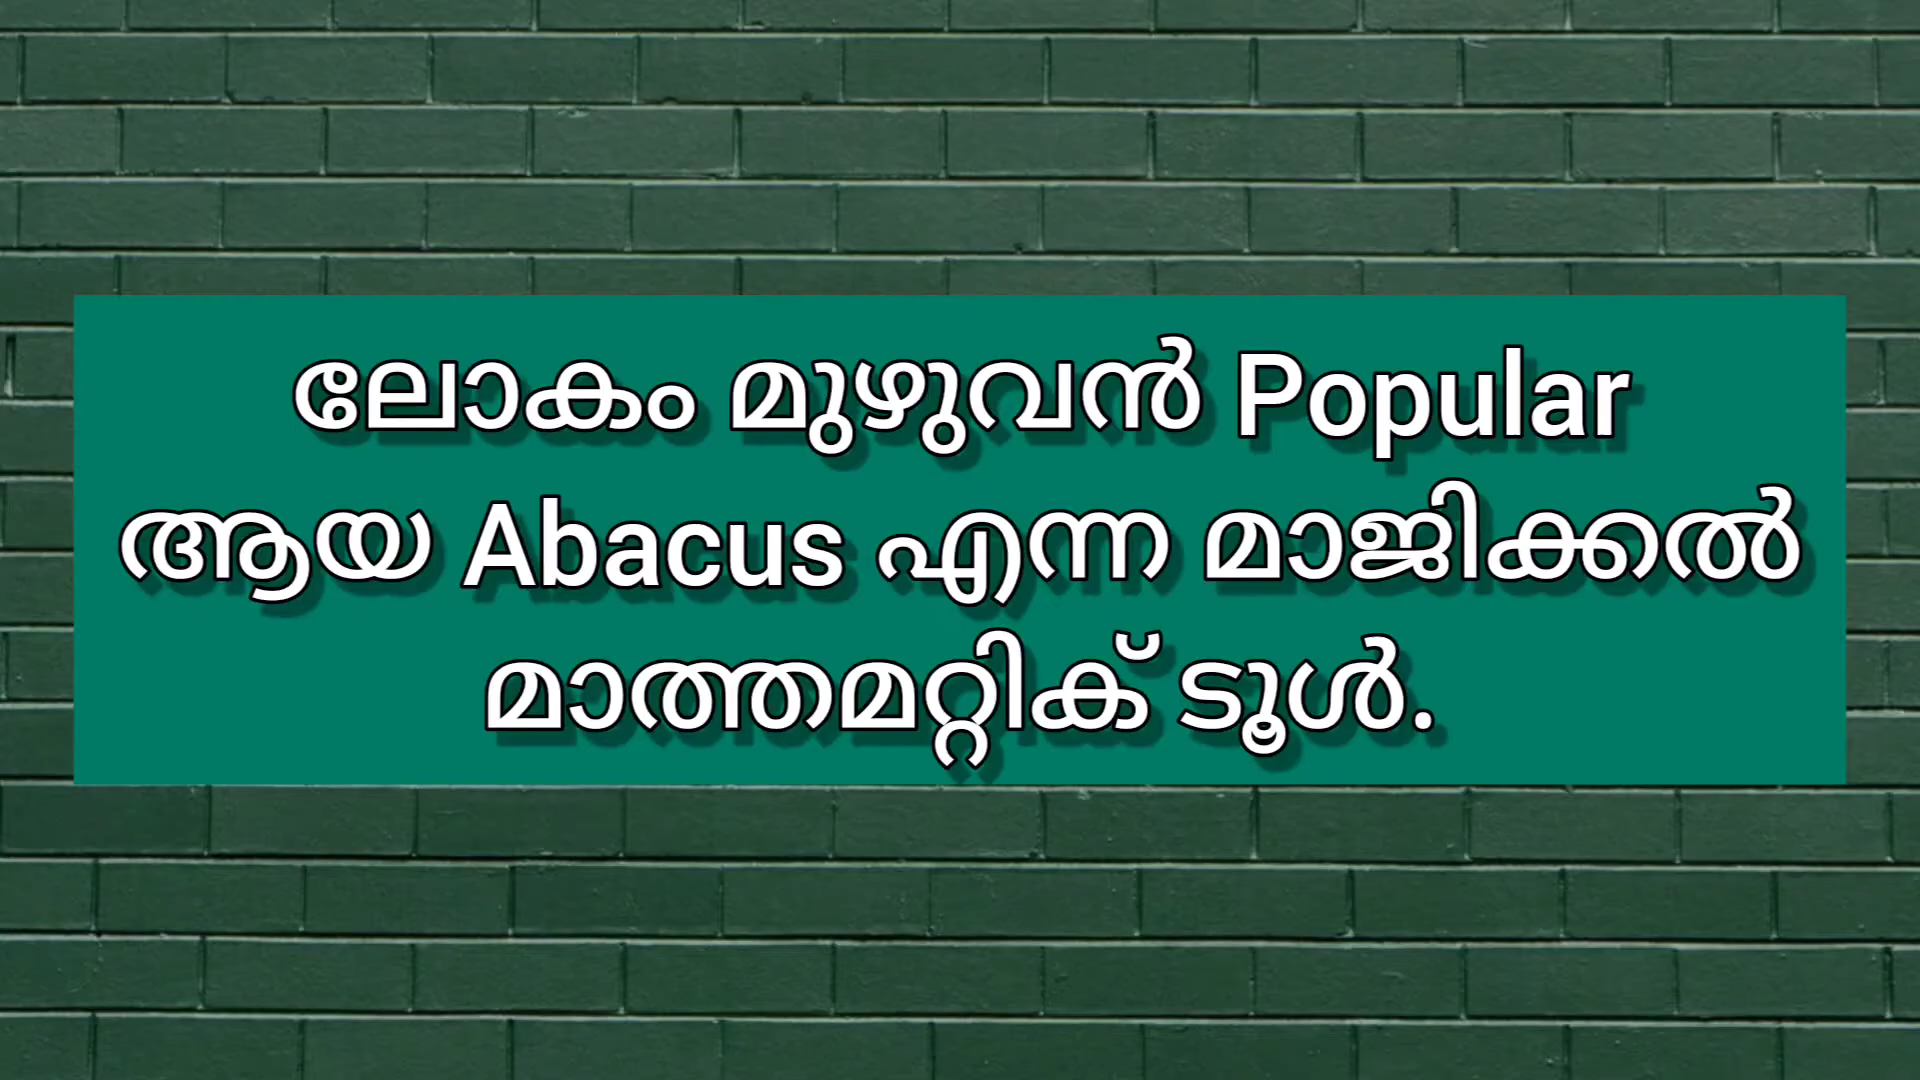 ലോകം മുഴുവൻ Popular
ആയ Abacus എന്ന മാജിക്കൽ
മാത്തമറ്റിക് ടൂൾ.